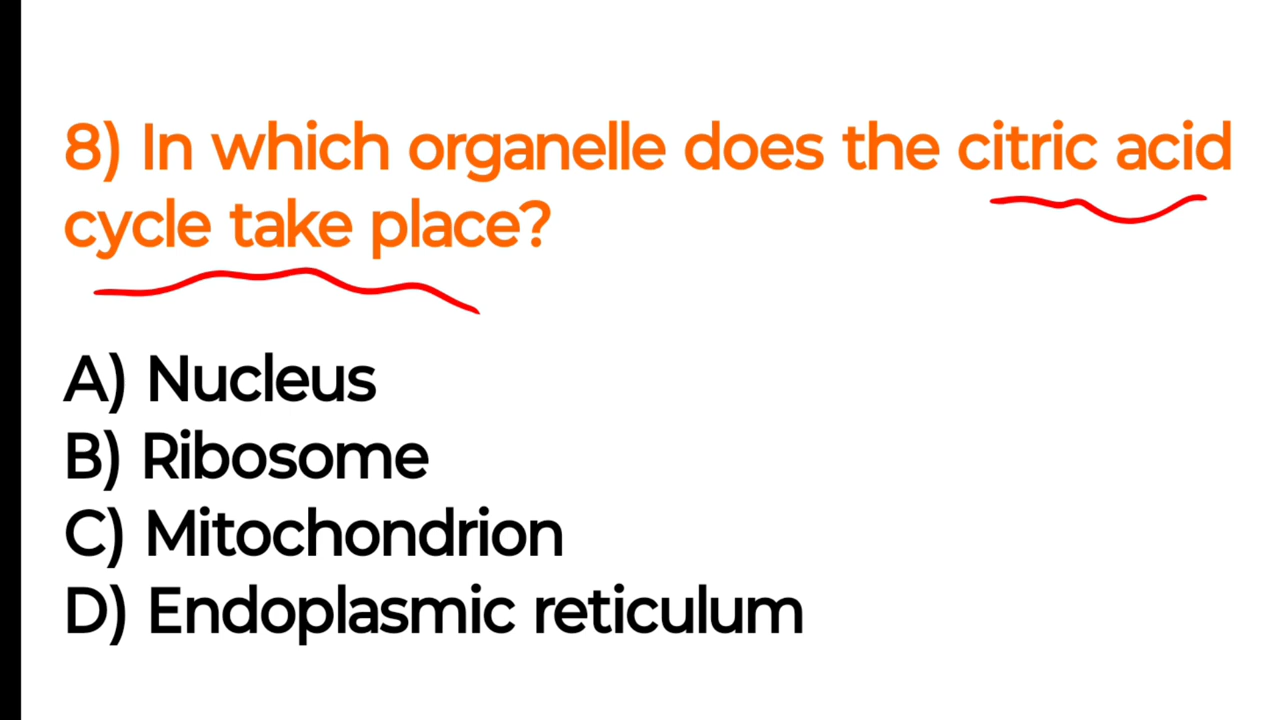 8) In which organelle does the citric acid
cycle take place?
A) Nucleus
B) Ribosome
C) Mitochondrion
D) Endoplasmic reticulum